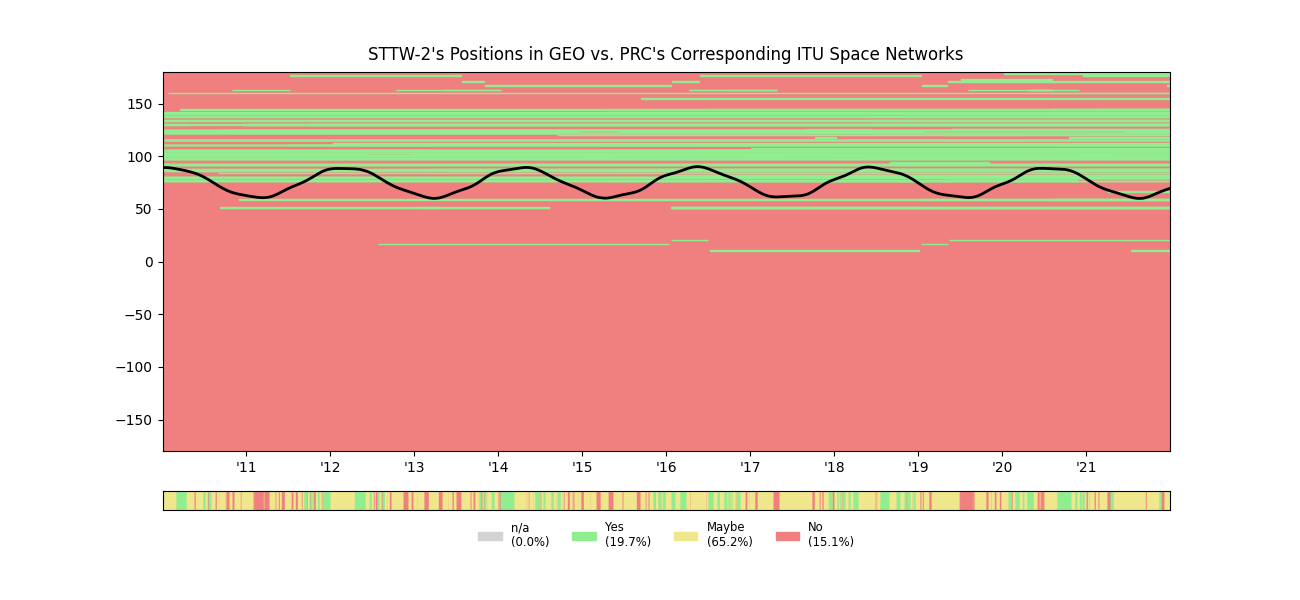 STTW-2's Positions in GEO vs. PRC's Corresponding ITU Space Networks
150
100
50
0
−50
−100
−150
'11 '12 '13 '14 '15 '16 '17 '18 '19 '20 '21
n/a Yes Maybe No
(0.0%) (19.7%) (65.2%) (15.1%)